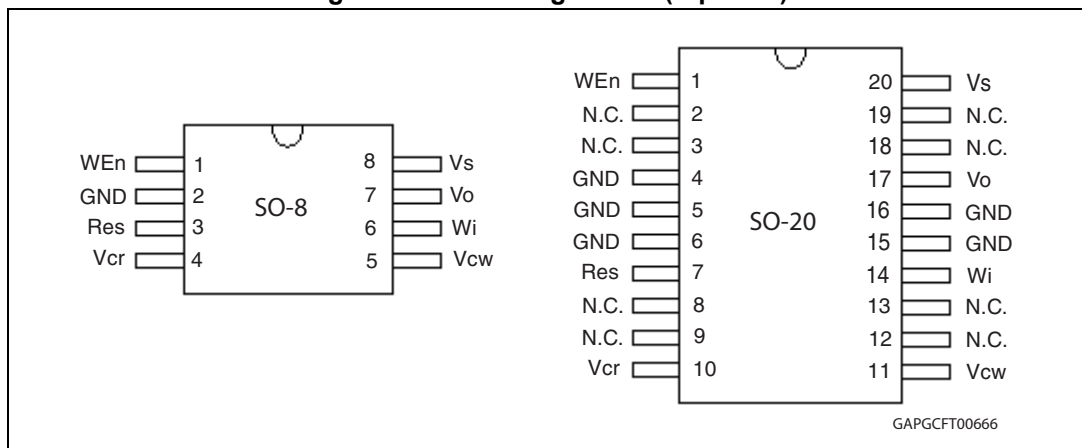 WEn 1 8 Vs
GND 2 7 Vo
Res 3 6 Wi
Vcr 4 5 Vcw
SO-8
WEn 1 20 Vs
N.C. 2 19 N.C.
N.C. 3 18 N.C.
GND 4 17 Vo
GND 5 16 GND
GND 6 15 GND
Res 7 14 Wi
N.C. 8 13 N.C.
N.C. 9 12 N.C.
Vcr 10 11 Vcw
SO-20
GAPGCFT00666